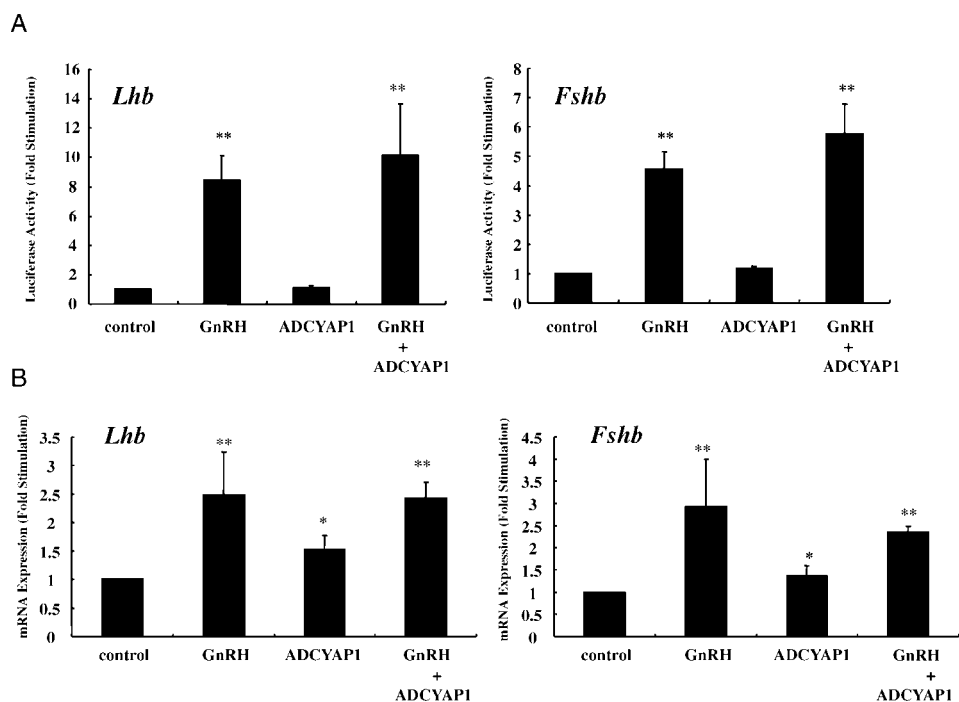 A
Lhb
Luciferase Activity (Fold Stimulation)
16
14
12
10
8
6
4
2
0
**
**
control
GnRH
ADCYAP1
GnRH
+
ADCYAP1
Fshb
Luciferase Activity (Fold Stimulation)
8
7
6
5
4
3
2
1
0
**
**
control
GnRH
ADCYAP1
GnRH
+
ADCYAP1
B
Lhb
mRNA Expression (Fold Stimulation)
3.5
3
2.5
2
1.5
1
0.5
0
**
*
**
control
GnRH
ADCYAP1
GnRH
+
ADCYAP1
Fshb
mRNA Expression (Fold Stimulation)
4.5
4
3.5
3
2.5
2
1.5
1
0.5
0
**
*
**
control
GnRH
ADCYAP1
GnRH
+
ADCYAP1